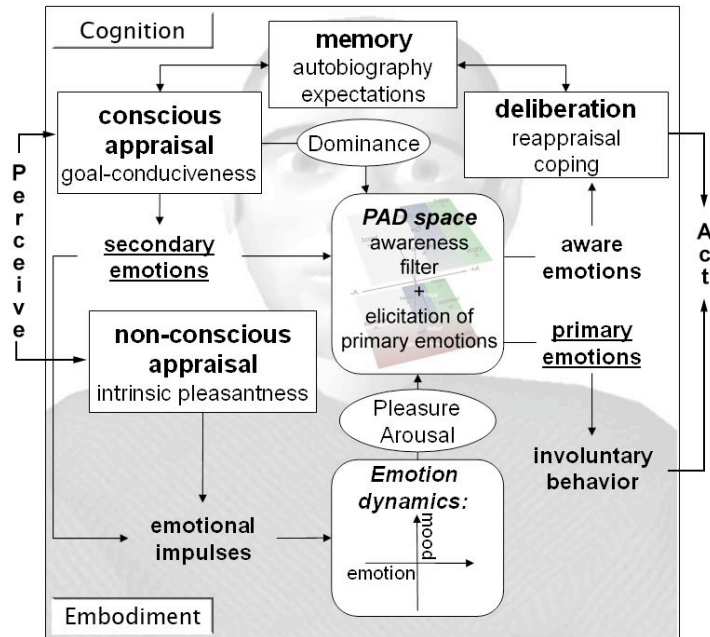 Cognition
memory
autobiography
expectations
conscious
appraisal
goal-conduciveness
Dominance
deliberation
reappraisal
coping
Perceive
PAD space
awareness
filter
+
elicitation of
primary emotions
secondary
emotions
aware
emotions
Act
non-conscious
appraisal
intrinsic pleasantness
primary
emotions
Pleasure
Arousal
involuntary
behavior
Emotion
dynamics:
mood
emotion
emotional
impulses
Embodiment